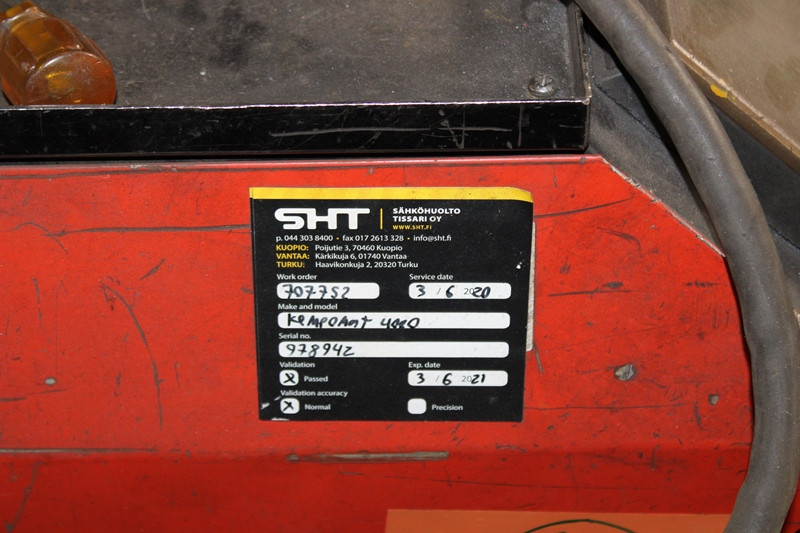 SHT
SÄHKÖHUOLTO
TISSARI OY
WWW.SHT.FI
p. 044 303 8400 • fax 017 2613 328 • info@sht.fi
KUOPIO: Poijutie 3, 70460 Kuopio
VANTAA: Kärkikuja 6, 01740 Vantaa
TURKU: Haavikonkuja 2, 20320 Turku
Work order Service date
707752 3 / 6 2020
Make and model
KEMPOMAT 4000
Serial no.
978942
Validation Exp. date
X Passed 3 / 6 2021
Validation accuracy
X Normal Precision